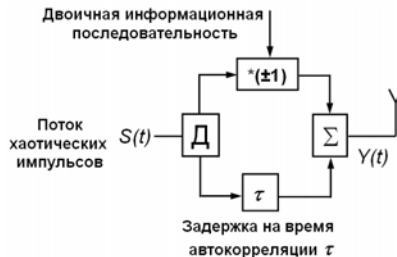 Двоичная информационная
последовательность
*(±1)
Поток
хаотических
импульсов
S(t)
Д
Σ
Y(t)
τ
Задержка на время
автокорреляции τ